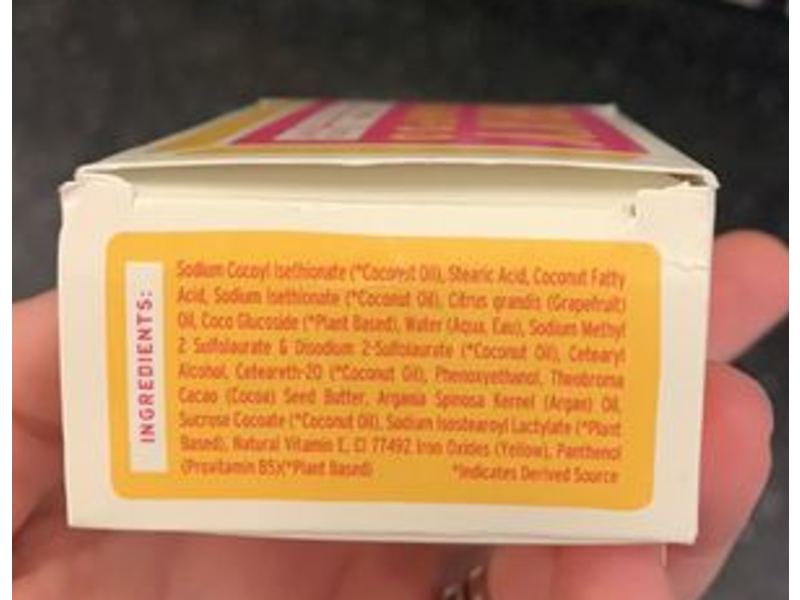 INGREDIENTS:
Sodium Cocoyl Isethionate (*Coconut Oil), Stearic Acid, Coconut Fatty
Acid, Sodium Isethionate (*Coconut Oil), Citrus grandis (Grapefruit)
Oil, Coco Glucoside (*Plant Based), Water (Aqua, Eau), Sodium Methyl
2 Sulfolaurate & Disodium 2-Sulfolaurate (*Coconut Oil), Cetearyl
Alcohol, Ceteareth-20 (*Coconut Oil), Phenoxyethanol, Theobroma
Cacao (Cocoa) Seed Butter, Argania Spinosa Kernel (Argan) Oil,
Sucrose Cocoate (*Coconut Oil), Sodium Isostearoyl Lactylate (*Plant
Based), Natural Vitamin E, CI 77492 Iron Oxides (Yellow), Panthenol
(Provitamin B5)(*Plant Based) *Indicates Derived Source